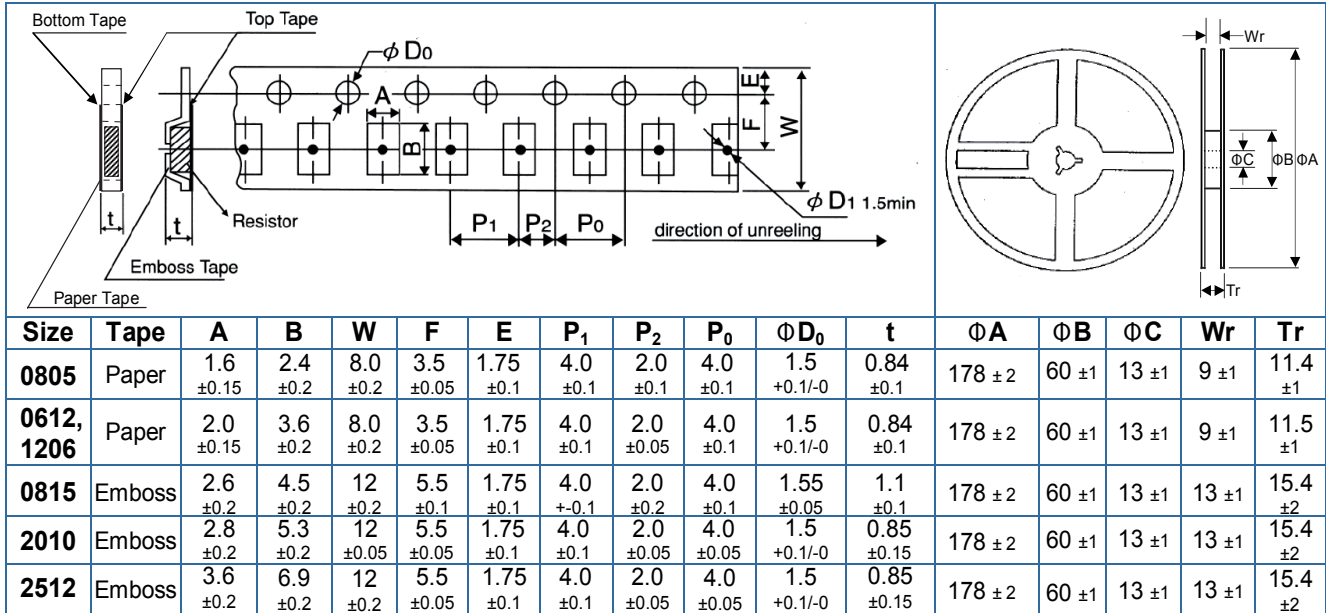 Bottom Tape
Top Tape
ϕ D0
A
B
E
F
W
t
t
Resistor
Emboss Tape
Paper Tape
P1
P2
P0
ϕ D1 1.5min
direction of unreeling
Wr
ΦC
ΦB
ΦA
Tr
Size Tape A B W F E P1 P2 P0 ΦD0 t ΦA ΦB ΦC Wr Tr
0805 Paper 1.6 ±0.15 2.4 ±0.2 8.0 ±0.2 3.5 ±0.05 1.75 ±0.1 4.0 ±0.1 2.0 ±0.1 4.0 ±0.1 1.5 +0.1/-0 0.84 ±0.1 178 ±2 60 ±1 13 ±1 9 ±1 11.4 ±1
0612, 1206 Paper 2.0 ±0.15 3.6 ±0.2 8.0 ±0.2 3.5 ±0.05 1.75 ±0.1 4.0 ±0.1 2.0 ±0.05 4.0 ±0.1 1.5 +0.1/-0 0.84 ±0.1 178 ±2 60 ±1 13 ±1 9 ±1 11.5 ±1
0815 Emboss 2.6 ±0.2 4.5 ±0.2 12 ±0.2 5.5 ±0.1 1.75 ±0.1 4.0 +-0.1 2.0 ±0.2 4.0 ±0.1 1.55 ±0.05 1.1 ±0.1 178 ±2 60 ±1 13 ±1 13 ±1 15.4 ±2
2010 Emboss 2.8 ±0.2 5.3 ±0.2 12 ±0.05 5.5 ±0.05 1.75 ±0.1 4.0 ±0.1 2.0 ±0.05 4.0 ±0.05 1.5 +0.1/-0 0.85 ±0.15 178 ±2 60 ±1 13 ±1 13 ±1 15.4 ±2
2512 Emboss 3.6 ±0.2 6.9 ±0.2 12 ±0.2 5.5 ±0.05 1.75 ±0.1 4.0 ±0.1 2.0 ±0.05 4.0 ±0.05 1.5 +0.1/-0 0.85 ±0.15 178 ±2 60 ±1 13 ±1 13 ±1 15.4 ±2